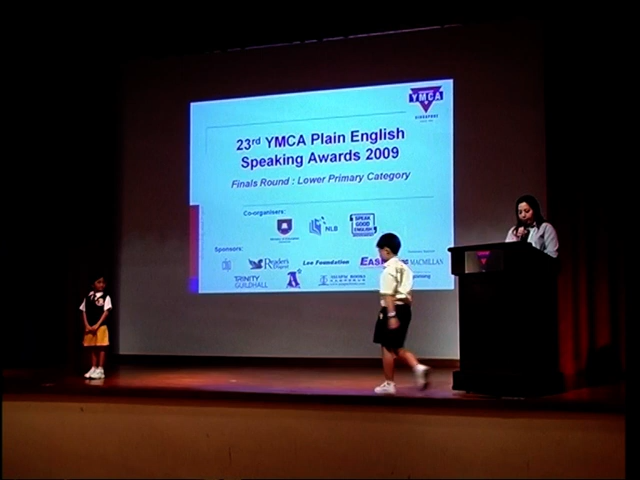 YMCA
SINGAPORE
23rd YMCA Plain English
Speaking Awards 2009
Finals Round : Lower Primary Category
Co-organisers:
NLB
SPEAK
GOOD
ENGLISH
Sponsors:
Reader's
Digest
Lee Foundation
MACMILLAN
TRINITY
GUILDHALL